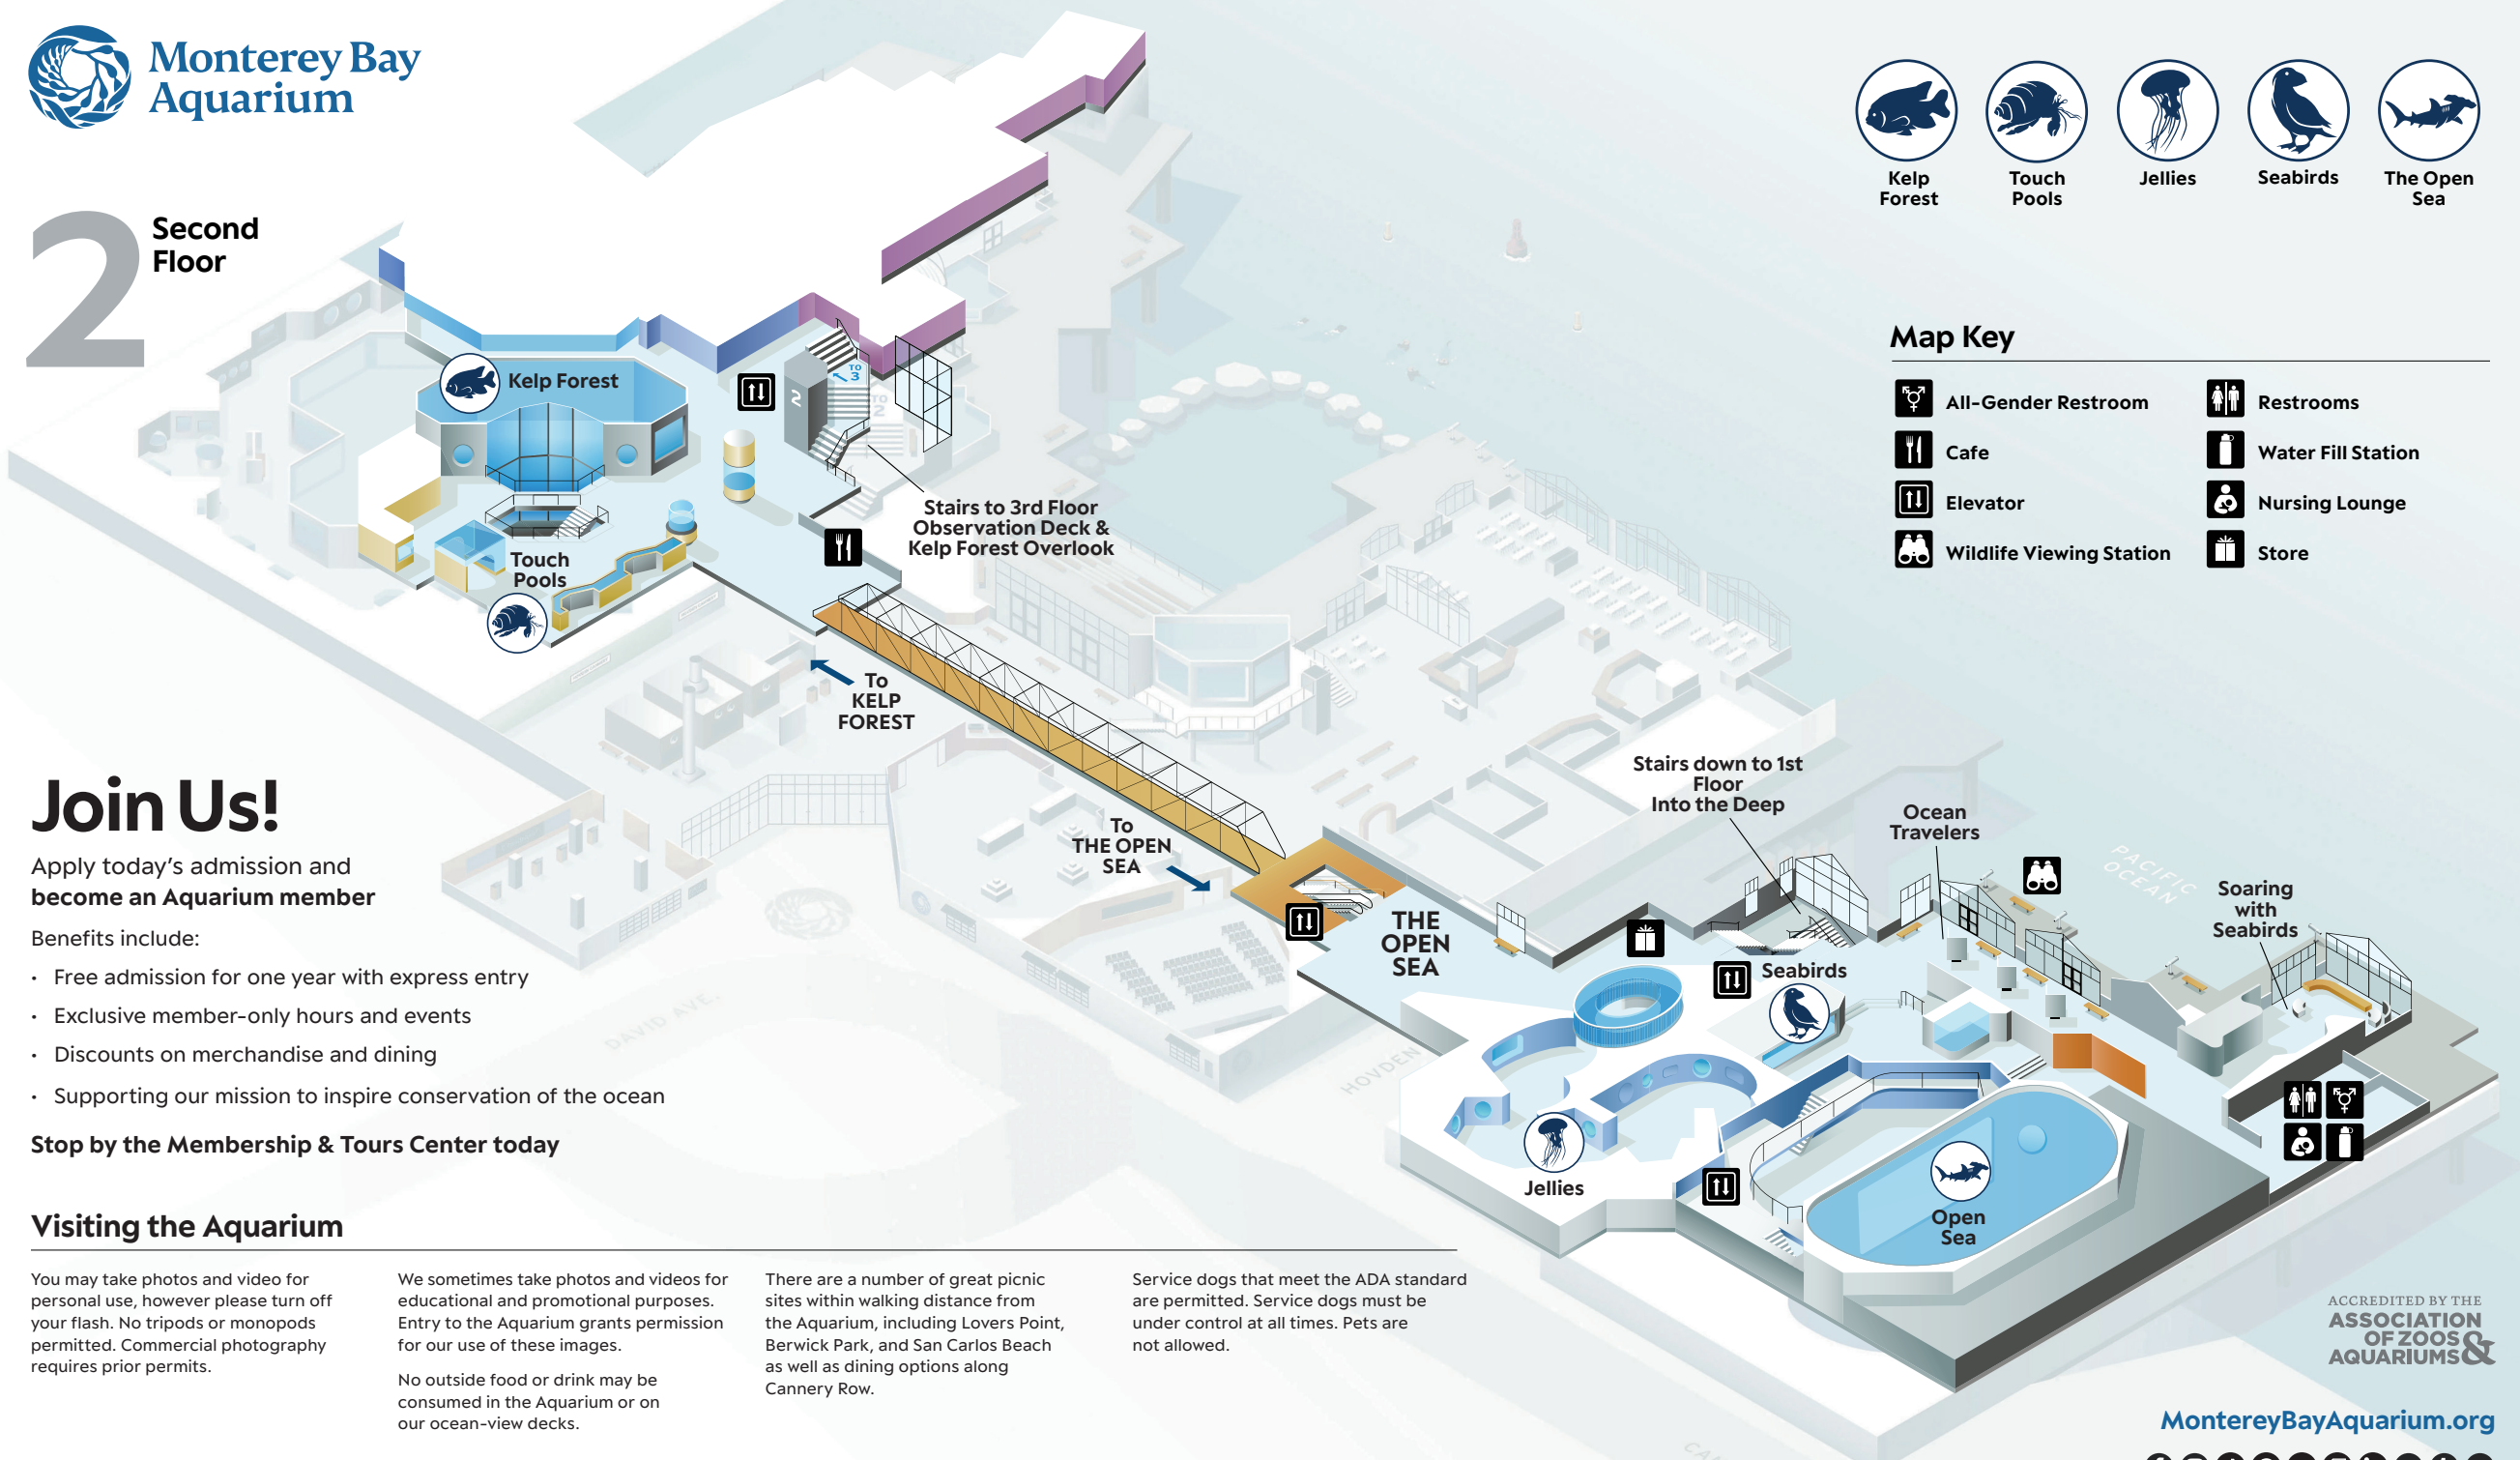 Monterey Bay
Aquarium
2
Second
Floor
Kelp
Forest
Touch
Pools
Jellies
Seabirds
The Open
Sea
Map Key
All-Gender Restroom
Restrooms
Cafe
Water Fill Station
Elevator
Nursing Lounge
Wildlife Viewing Station
Store
Kelp Forest
2
TO
3
TO
2
Stairs to 3rd Floor
Observation Deck &
Kelp Forest Overlook
Touch
Pools
To
KELP
FOREST
To
THE OPEN
SEA
THE
OPEN
SEA
Stairs down to 1st
Floor
Into the Deep
Ocean
Travelers
PACIFIC
OCEAN
Soaring
with
Seabirds
Seabirds
DAVID AVE.
HOVDEN
Jellies
Open
Sea
Join Us!
Apply today's admission and
become an Aquarium member
Benefits include:
· Free admission for one year with express entry
· Exclusive member-only hours and events
· Discounts on merchandise and dining
· Supporting our mission to inspire conservation of the ocean
Stop by the Membership & Tours Center today
Visiting the Aquarium
You may take photos and video for
personal use, however please turn off
your flash. No tripods or monopods
permitted. Commercial photography
requires prior permits.
We sometimes take photos and videos for
educational and promotional purposes.
Entry to the Aquarium grants permission
for our use of these images.
No outside food or drink may be
consumed in the Aquarium or on
our ocean-view decks.
There are a number of great picnic
sites within walking distance from
the Aquarium, including Lovers Point,
Berwick Park, and San Carlos Beach
as well as dining options along
Cannery Row.
Service dogs that meet the ADA standard
are permitted. Service dogs must be
under control at all times. Pets are
not allowed.
ACCREDITED BY THE
ASSOCIATION
OF ZOOS
AQUARIUMS &
MontereyBayAquarium.org